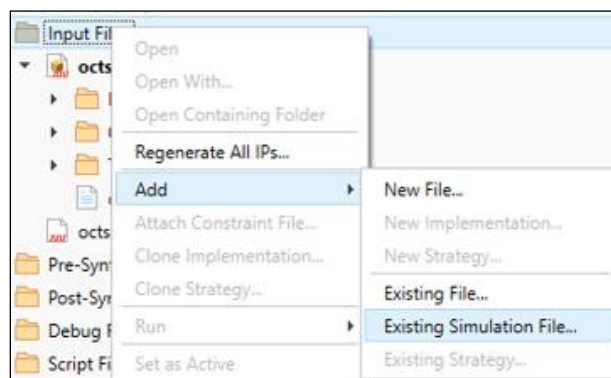 Input Fil
Open
octs
Open With...
Open Containing Folder
Regenerate All IPs...
Add
New File...
Attach Constraint File...
New Implementation...
octs
Clone Implementation...
New Strategy...
Pre-Syn
Clone Strategy...
Existing File...
Post-Syn
Run
Existing Simulation File...
Debug F
Script Fi
Set as Active
Existing Strategy...